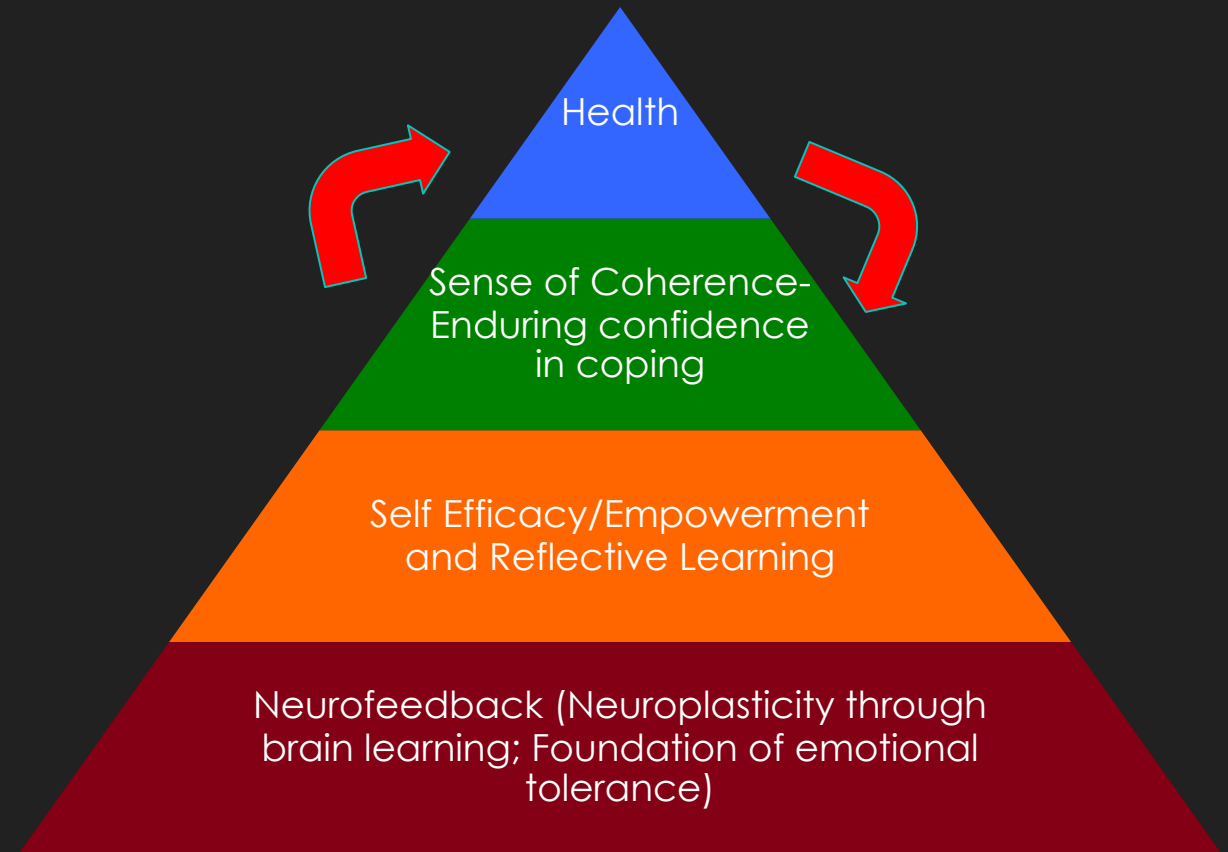 Health
Sense of Coherence-
Enduring confidence
in coping
Self Efficacy/Empowerment
and Reflective Learning
Neurofeedback (Neuroplasticity through
brain learning; Foundation of emotional
tolerance)